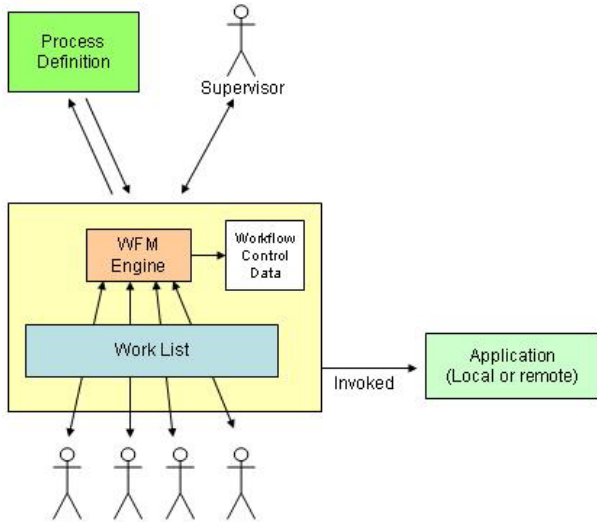 Process
Definition
Supervisor
WFM
Engine
Workflow
Control
Data
Work List
Invoked
Application
(Local or remote)